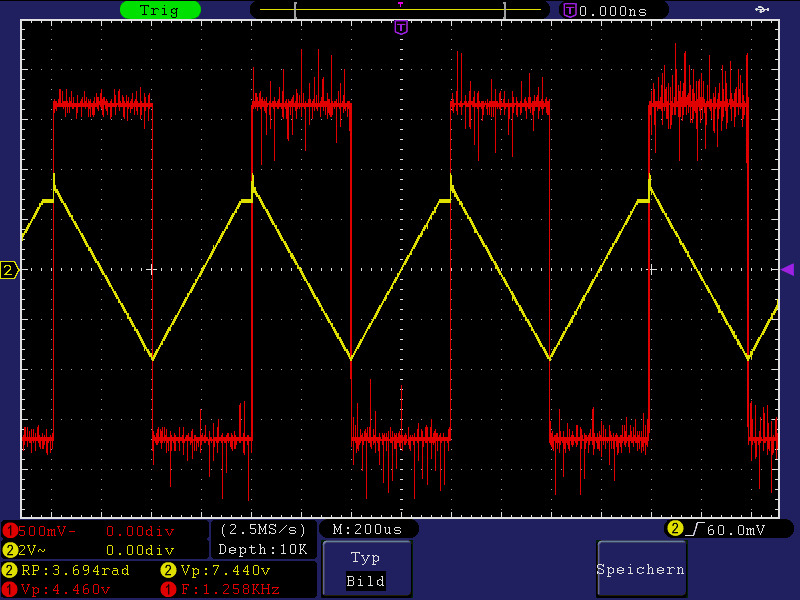 Trig
T
T 0.000ns
T
2
1 500mV- 0.00div
2 2V~ 0.00div
(2.5MS/s)
Depth:10K
M:200us
2 60.0mV
2 RP:3.694rad
2 Vp:7.440v
1 Vp:4.460v
1 F:1.258KHz
Typ
Bild
Speichern